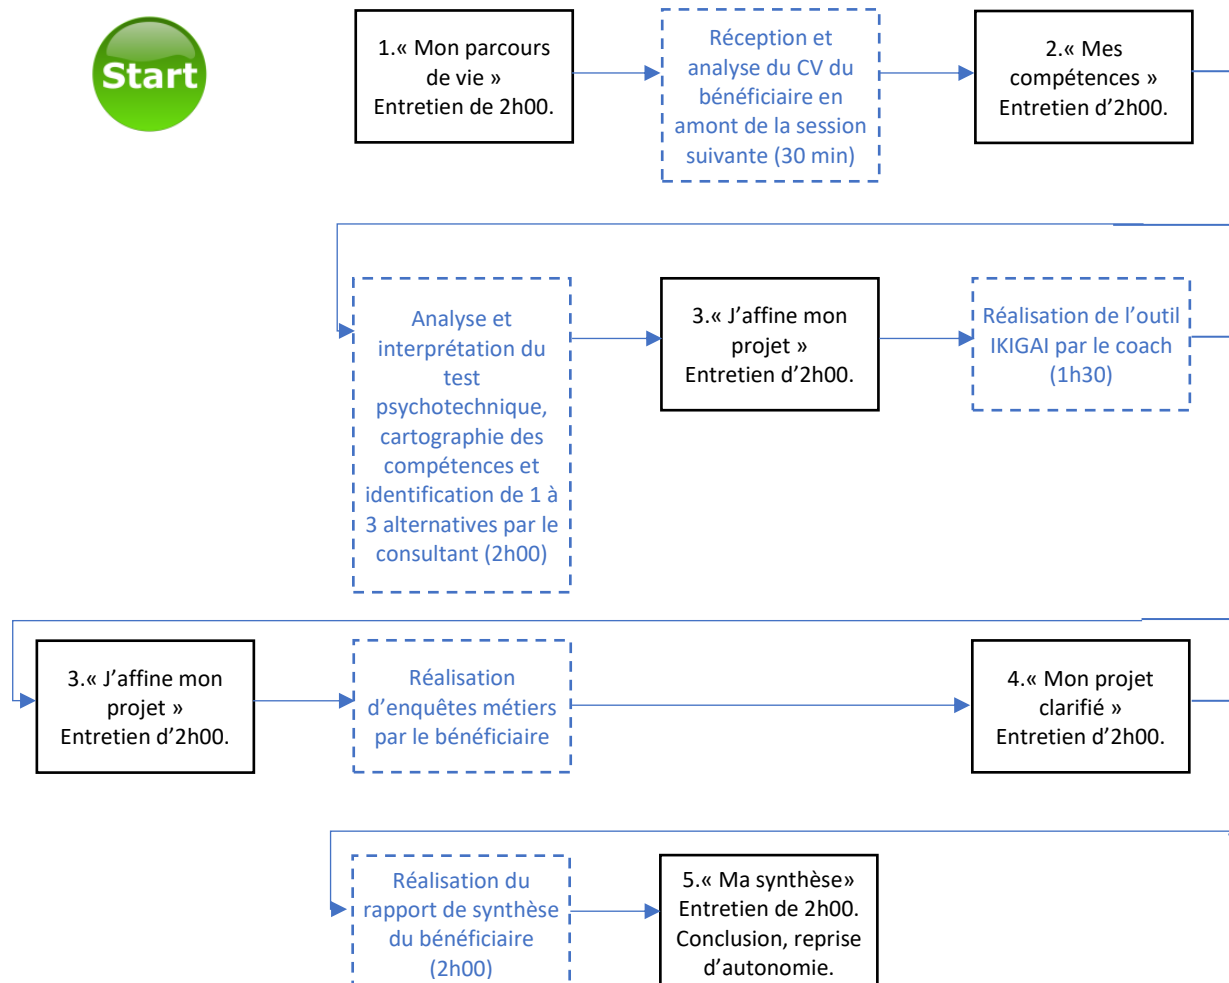 Start
1.« Mon parcours
de vie »
Entretien de 2h00.
Réception et
analyse du CV du
bénéficiaire en
amont de la session
suivante (30 min)
2.« Mes
compétences »
Entretien d’2h00.
Analyse et
interprétation du
test
psychotechnique,
cartographie des
compétences et
identification de 1 à
3 alternatives par le
consultant (2h00)
3.« J’affine mon
projet »
Entretien d’2h00.
Réalisation de l’outil
IKIGAI par le coach
(1h30)
3.« J’affine mon
projet »
Entretien d’2h00.
Réalisation
d’enquêtes métiers
par le bénéficiaire
4.« Mon projet
clarifié »
Entretien d’2h00.
Réalisation du
rapport de synthèse
du bénéficiaire
(2h00)
5.« Ma synthèse»
Entretien de 2h00.
Conclusion, reprise
d’autonomie.